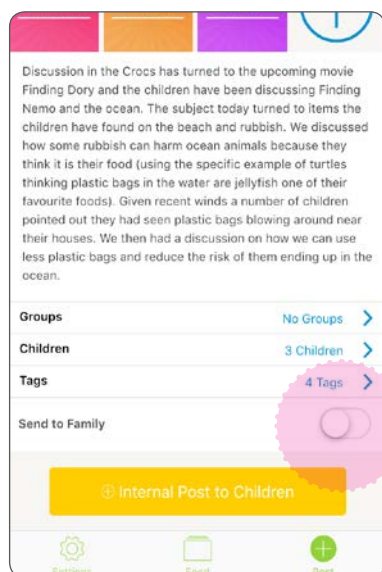 Discussion in the Crocs has turned to the upcoming movie
Finding Dory and the children have been discussing Finding
Nemo and the ocean. The subject today turned to items the
children have found on the beach and rubbish. We discussed
how some rubbish can harm ocean animals because they
think it is their food (using the specific example of turtles
thinking plastic bags in the water are jellyfish one of their
favourite foods). Given recent winds a number of children
pointed out they had seen plastic bags blowing around near
their houses. We then had a discussion on how we can use
less plastic bags and reduce the risk of them ending up in the
ocean.
Groups No Groups
Children 3 Children
Tags 4 Tags
Send to Family
Internal Post to Children
Settings Feed Post